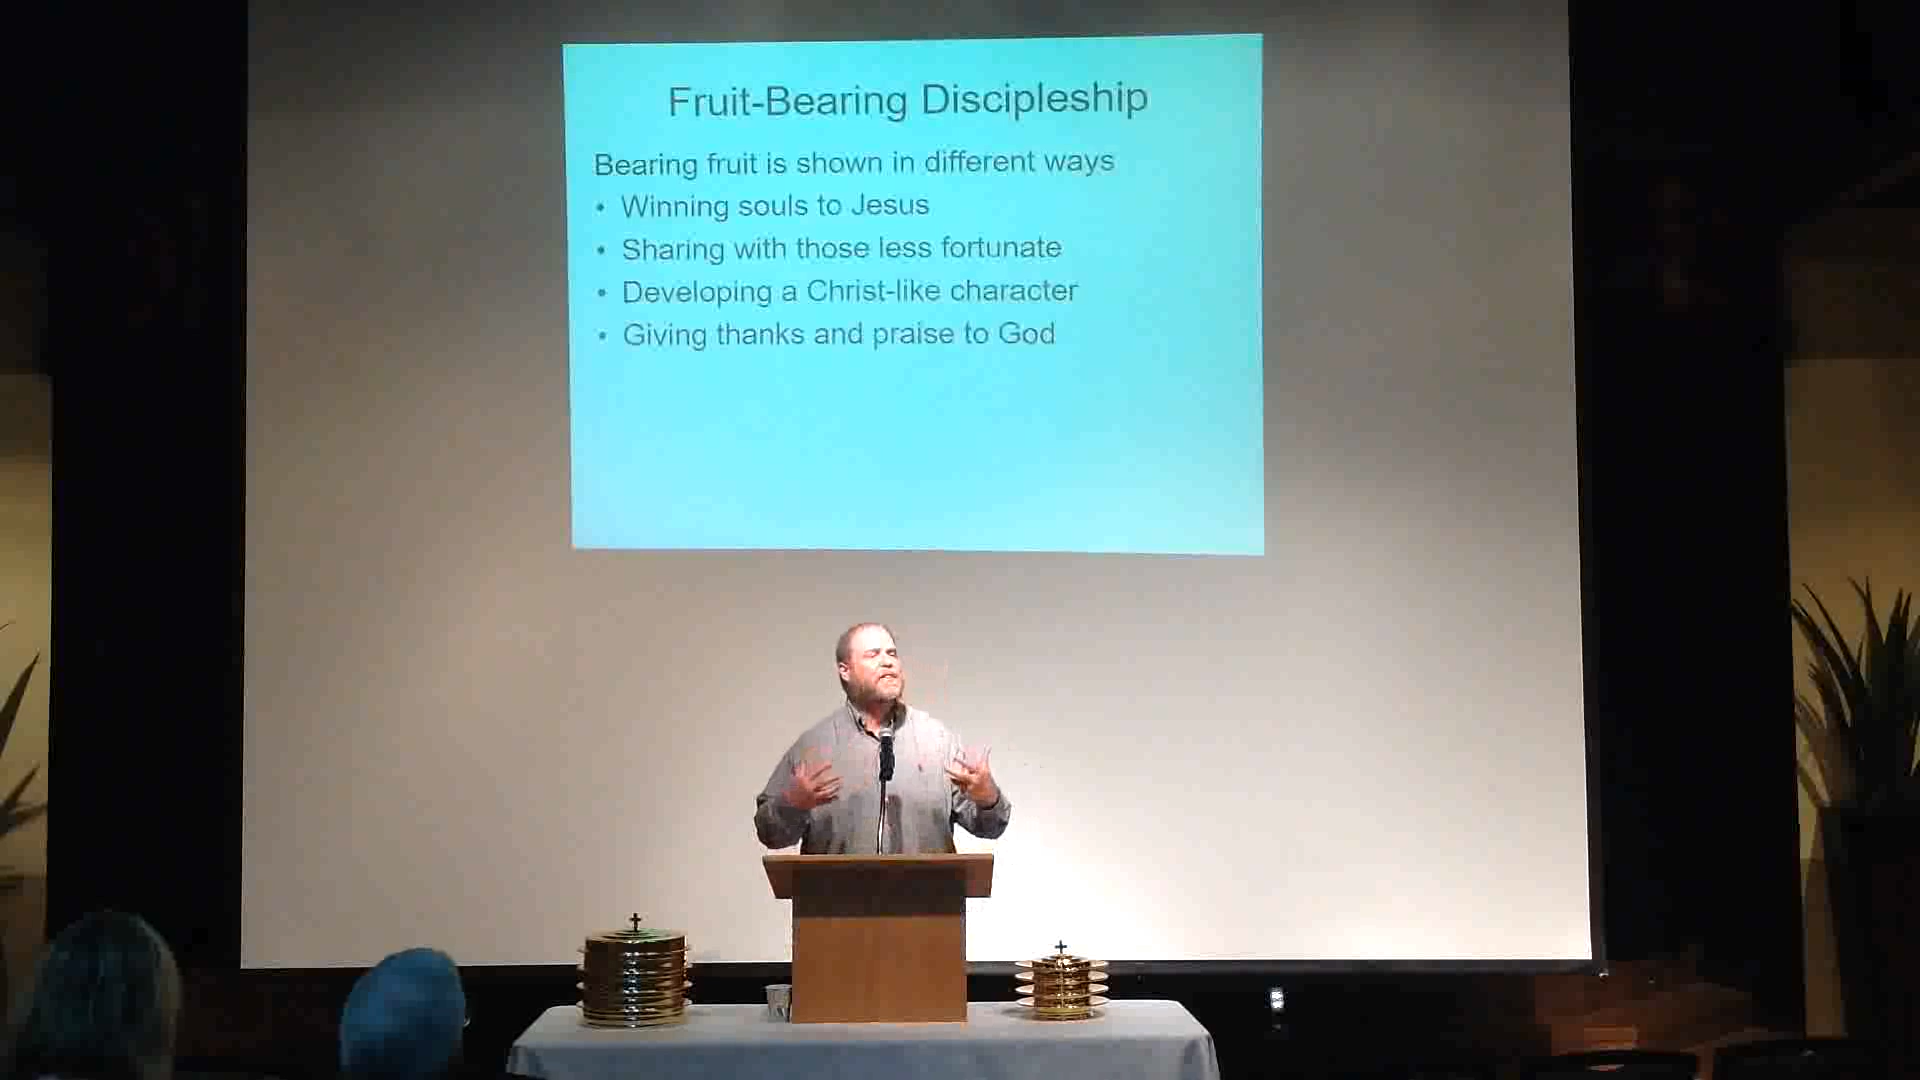 Fruit-Bearing Discipleship
Bearing fruit is shown in different ways
• Winning souls to Jesus
• Sharing with those less fortunate
• Developing a Christ-like character
• Giving thanks and praise to God